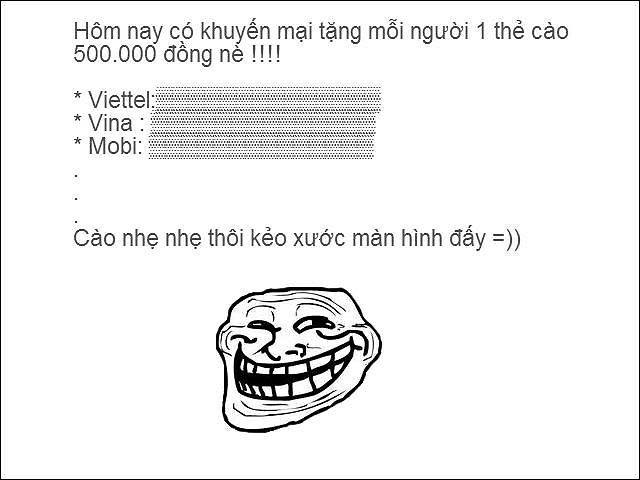 Hôm nay có khuyến mại tặng mỗi người 1 thẻ cào
500.000 đồng nè !!!!
* Viettel:
* Vina :
* Mobi:
.
.
.
Cào nhẹ nhẹ thôi kẻo xước màn hình đấy =))